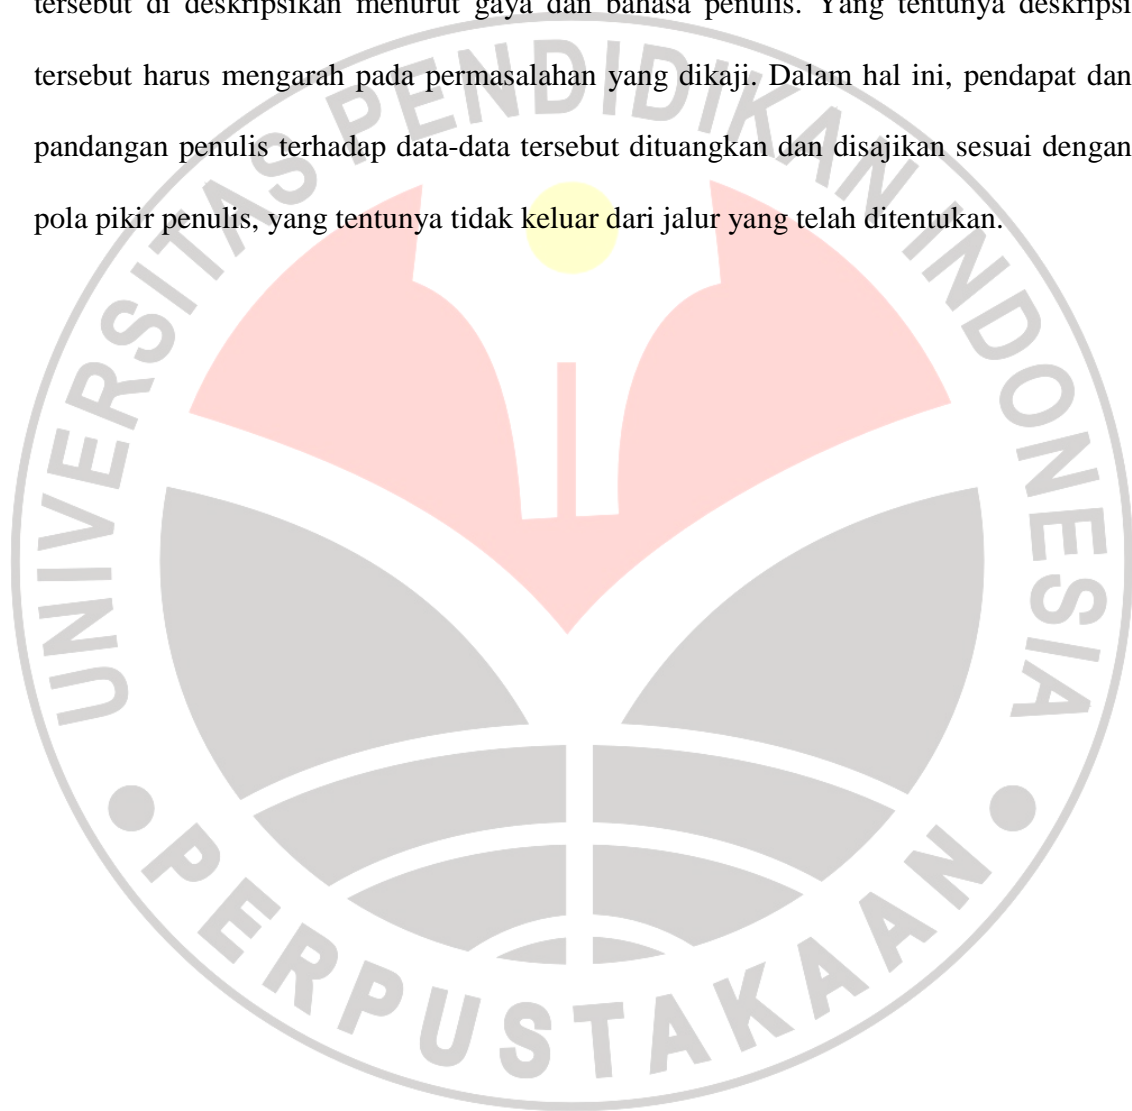 tersebut di deskripsikan menurut gaya dan bahasa penulis. Yang tentunya deskripsi
tersebut harus mengarah pada permasalahan yang dikaji. Dalam hal ini, pendapat dan
pandangan penulis terhadap data-data tersebut dituangkan dan disajikan sesuai dengan
pola pikir penulis, yang tentunya tidak keluar dari jalur yang telah ditentukan.
UNIVERSITAS PENDIDIKAN INDONESIA
PERPUSTAKAAN